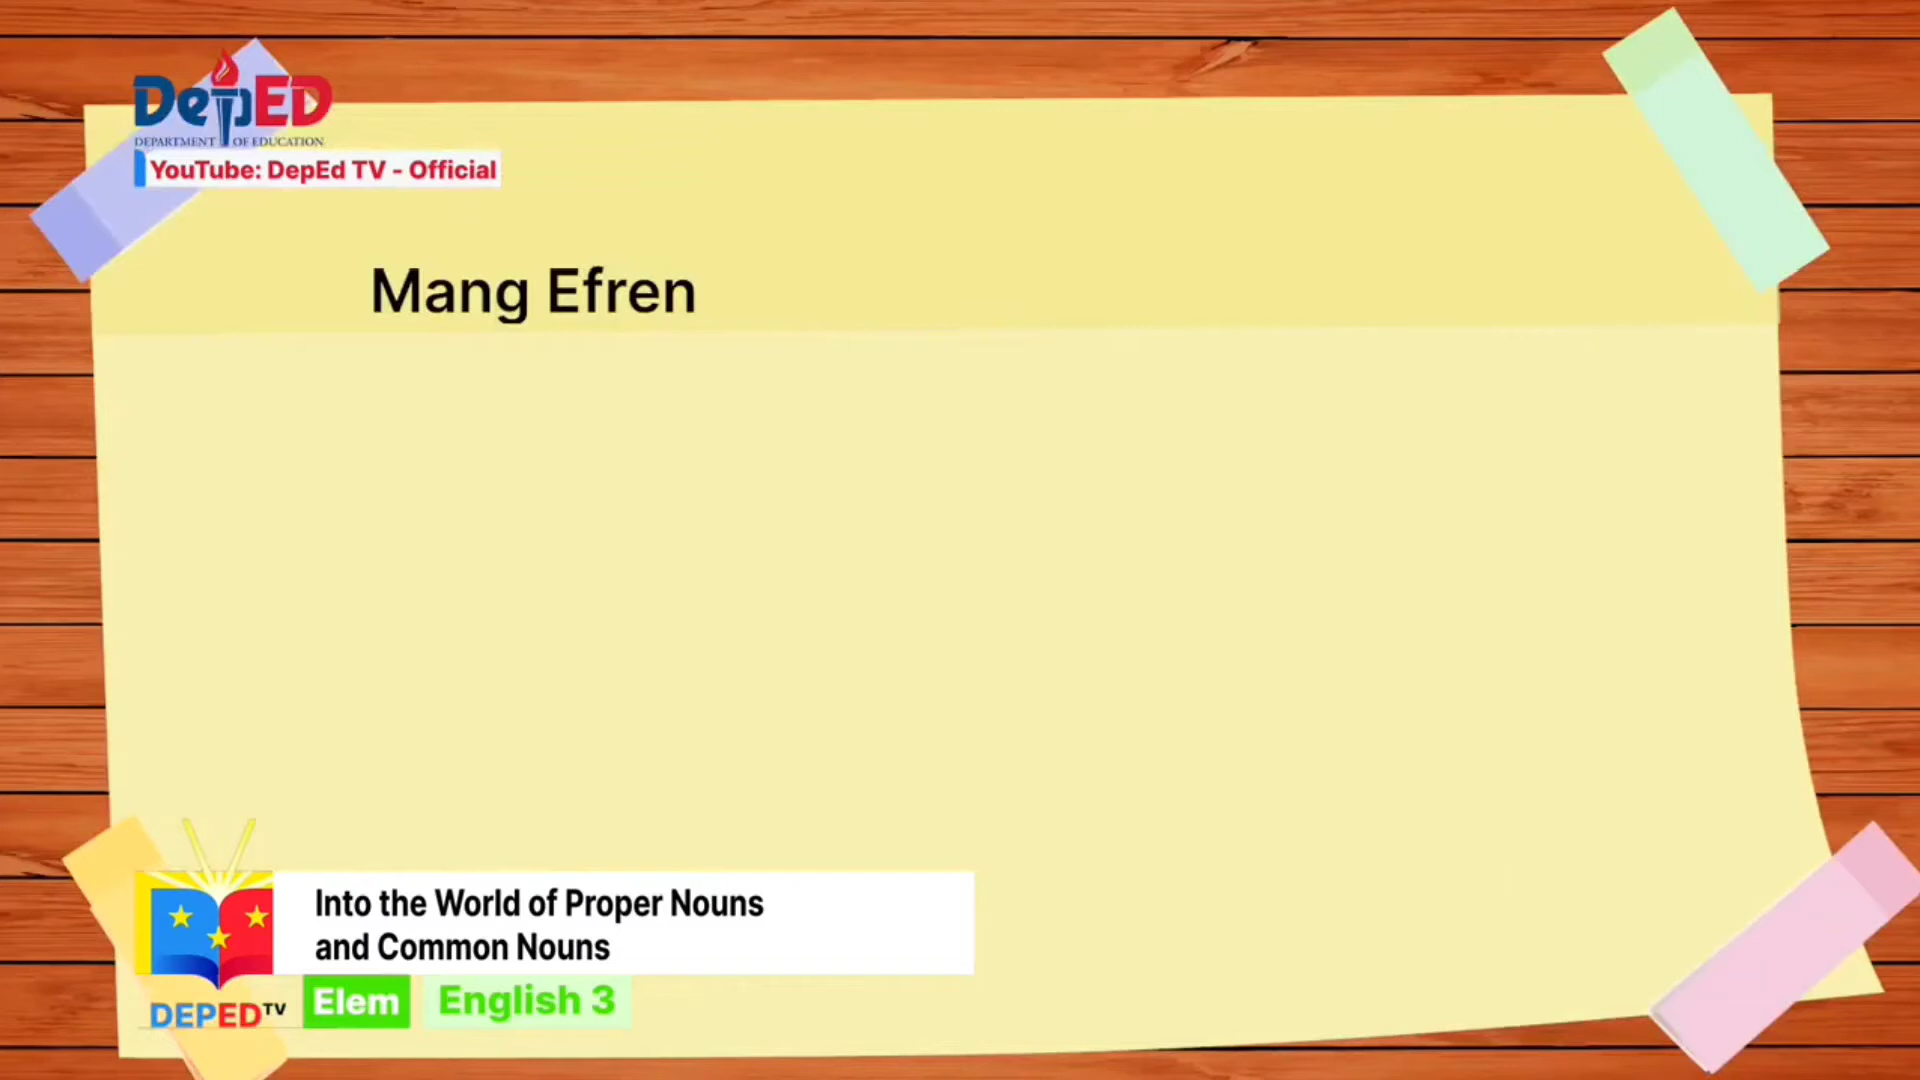 DepED
DEPARTMENT OF EDUCATION
YouTube: DepEd TV - Official
Mang Efren
Into the World of Proper Nouns
and Common Nouns
DEPED TV
Elem
English 3